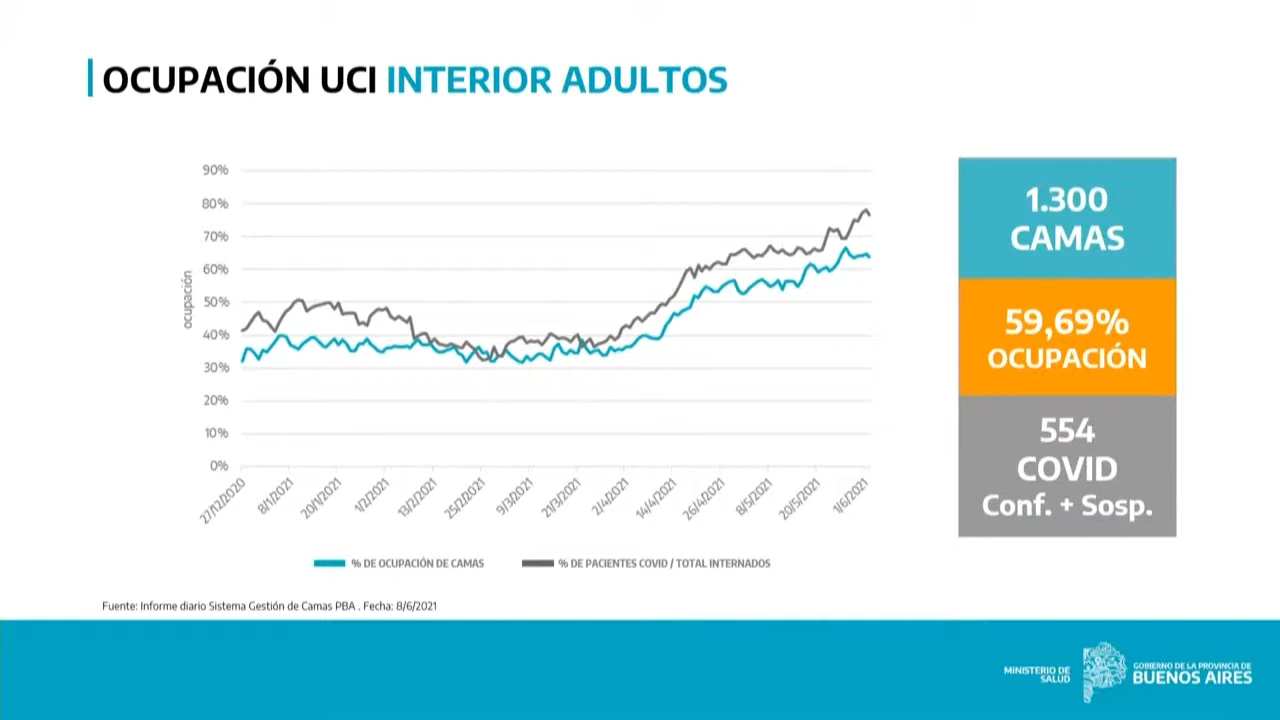 OCUPACIÓN UCI INTERIOR ADULTOS
90%
80%
70%
60%
50%
40%
30%
20%
10%
0%
ocupación
27/12/2020
8/1/2021
20/1/2021
1/2/2021
13/2/2021
25/2/2021
9/3/2021
21/3/2021
2/4/2021
14/4/2021
26/4/2021
8/5/2021
20/5/2021
1/6/2021
% DE OCUPACIÓN DE CAMAS
% DE PACIENTES COVID / TOTAL INTERNADOS
1.300
CAMAS
59,69%
OCUPACIÓN
554
COVID
Conf. + Sosp.
Fuente: Informe diario Sistema Gestión de Camas PBA . Fecha: 8/6/2021
MINISTERIO DE
SALUD
GOBIERNO DE LA PROVINCIA DE
BUENOS AIRES